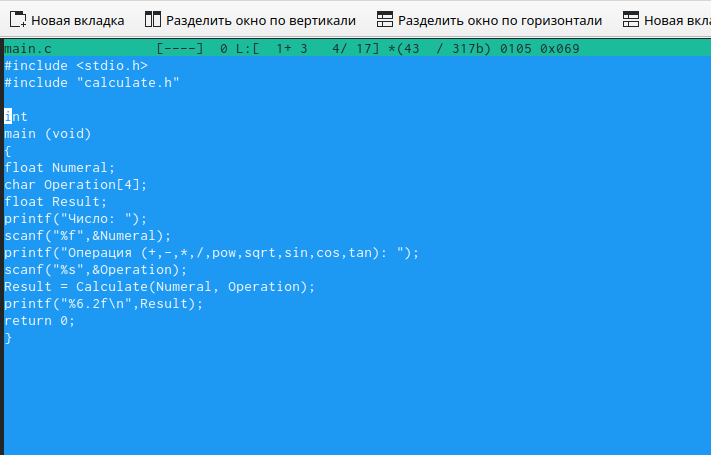 Новая вкладка Разделить окно по вертикали Разделить окно по горизонтали Новая вкл
main.c [----] 0 L:[ 1+ 3 4/ 17] *(43 / 317b) 0105 0x069
#include <stdio.h>
#include "calculate.h"
int
main (void)
{
float Numeral;
char Operation[4];
float Result;
printf("Число: ");
scanf("%f",&Numeral);
printf("Операция (+,-,*,/,pow,sqrt,sin,cos,tan): ");
scanf("%s",&Operation);
Result = Calculate(Numeral, Operation);
printf("%6.2f\n",Result);
return 0;
}